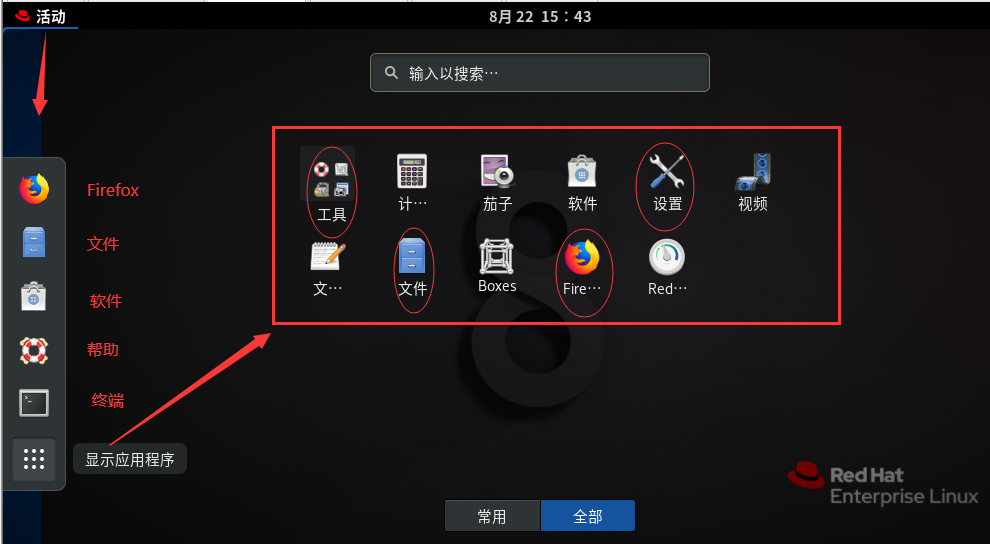 活动
8月 22 15：43
输入以搜索…
工具
计…
茄子
软件
设置
视频
文…
文件
Boxes
Fire…
Red…
Firefox
文件
软件
帮助
终端
显示应用程序
常用
全部
Red Hat
Enterprise Linux